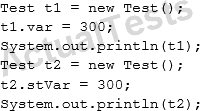 Test t1 = new Test();
t1.var = 300;
System.out.println(t1);
Test t2 = new Test();
t2.stVar = 300;
System.out.println(t2);
ActualTests